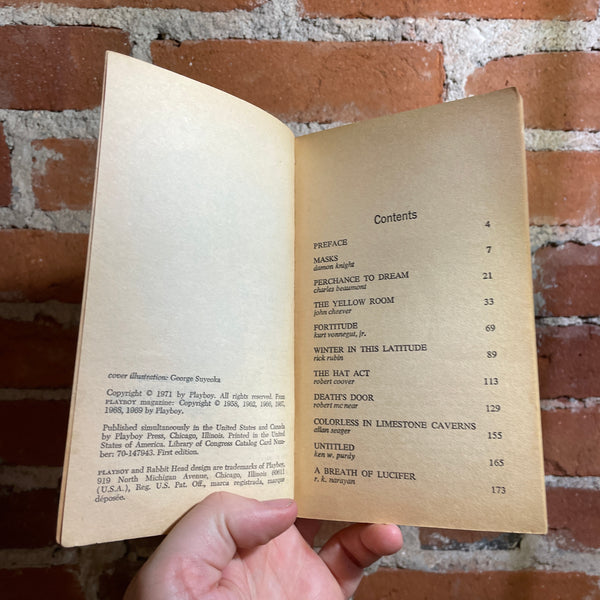 cover illustration: George Suyeoka
Copyright © 1971 by Playboy. All rights reserved. From
PLAYBOY magazine: Copyright © 1958, 1962, 1966, 1967,
1968, 1969 by Playboy.
Published simultaneously in the United States and Canada
by Playboy Press, Chicago, Illinois. Printed in the United
States of America. Library of Congress Catalog Card Num-
ber: 70-147943. First edition.
PLAYBOY and Rabbit Head design are trademarks of Playboy,
919 North Michigan Avenue, Chicago, Illinois 60611
(U.S.A.), Reg. U.S. Pat. Off., marca registrada, marque
déposée.
Contents
PREFACE 4
MASKS 7
damon knight
PERCHANCE TO DREAM 21
charles beaumont
THE YELLOW ROOM 33
john cheever
FORTITUDE 69
kurt vonnegut, jr.
WINTER IN THIS LATITUDE 89
rick rubin
THE HAT ACT 113
robert coover
DEATH'S DOOR 129
robert mc near
COLORLESS IN LIMESTONE CAVERNS 155
allan seager
UNTITLED 165
ken w. purdy
A BREATH OF LUCIFER 173
r. k. narayan